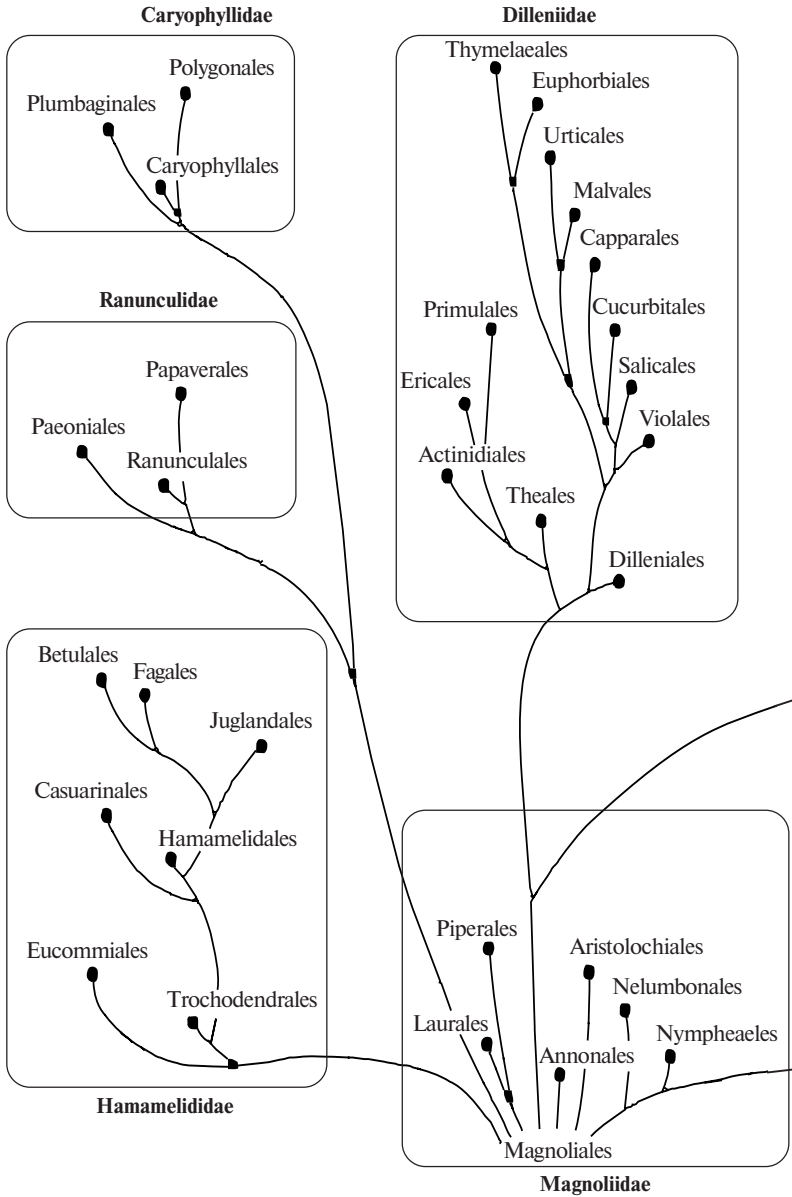 Caryophyllidae
Polygonales
Plumbaginales
Caryophyllales
Ranunculidae
Papaverales
Paeoniales
Ranunculales
Betulales
Fagales
Juglandales
Casuarinales
Hamamelidales
Eucommiales
Trochodendrales
Hamamelididae
Dilleniidae
Thymelaeales
Euphorbiales
Urticales
Malvales
Capparales
Primulales
Cucurbitales
Ericales
Salicales
Violales
Actinidiales
Theales
Dilleniales
Piperales
Aristolochiales
Nelumbonales
Laurales
Nympheaeles
Annonales
Magnoliales
Magnoliidae